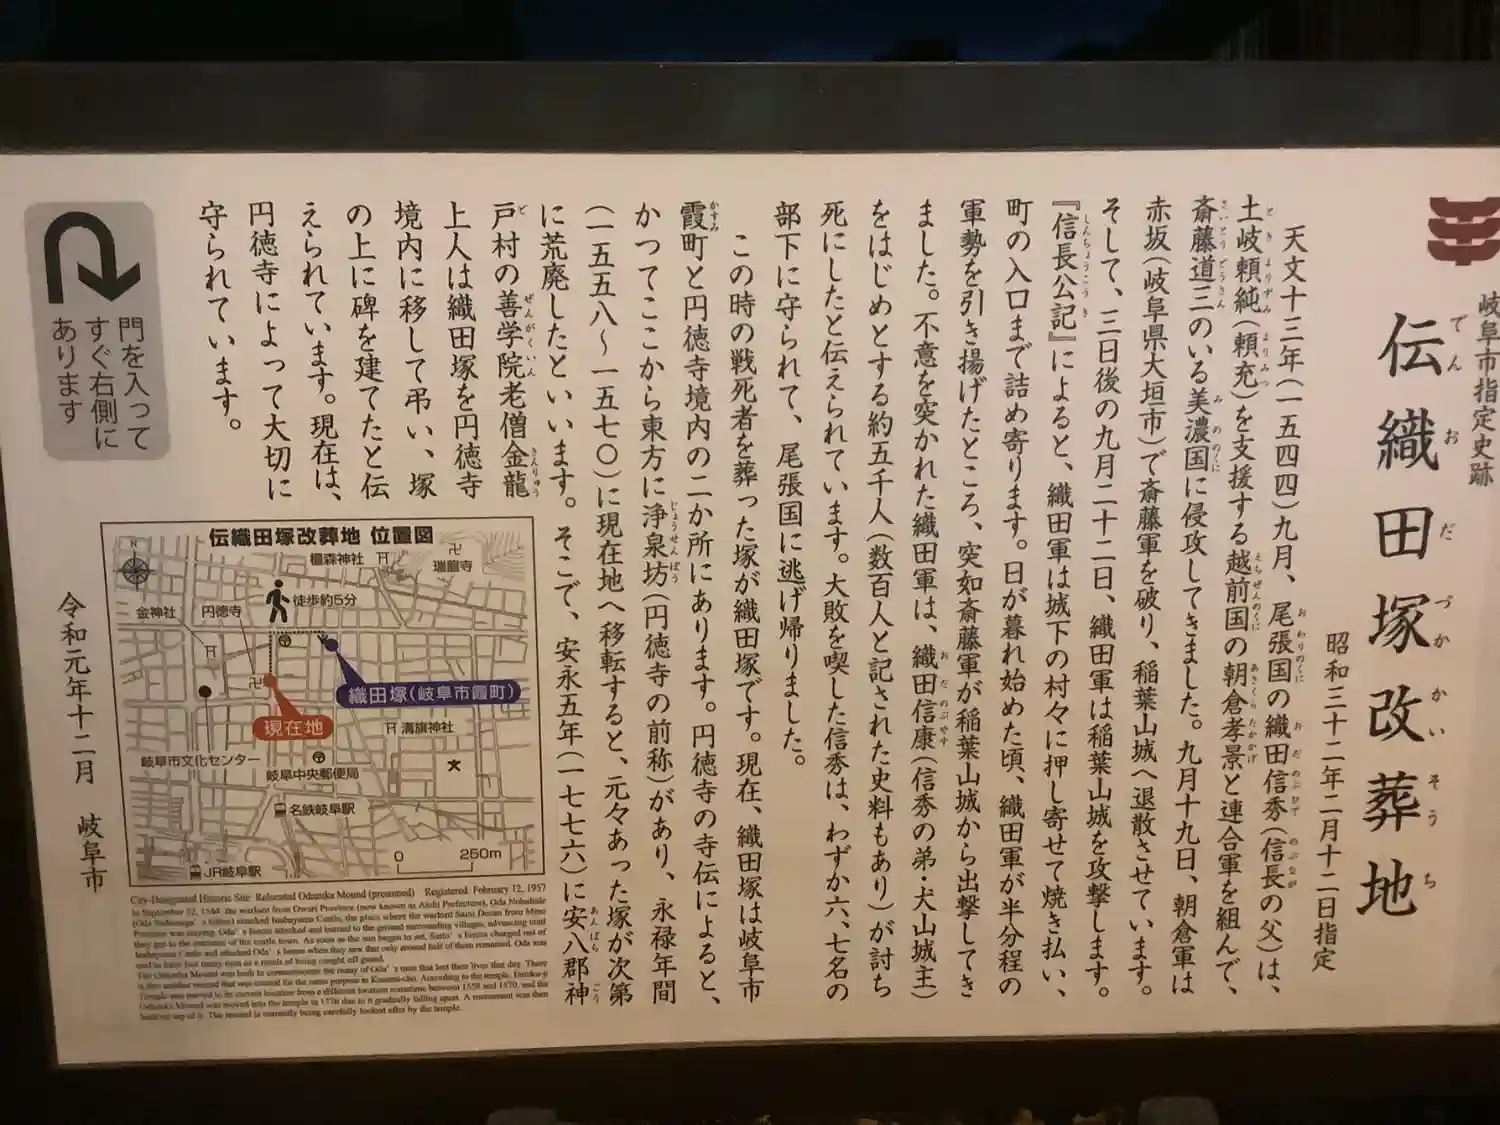 岐阜市指定史跡
伝織田塚改葬地
でんおだづかかいそうち
昭和三十二年二月十二日指定
天文十三年(一五四四)九月、尾張国の織田信秀(信長の父)は、
土岐頼純(頼充)を支援する越前国の朝倉孝景と連合軍を組んで、
斎藤道三のいる美濃国に侵攻してきました。九月十九日、朝倉軍は
赤坂(岐阜県大垣市)で斎藤軍を破り、稲葉山城へ退散させています。
そして、三日後の九月二十二日、織田軍は稲葉山城を攻撃します。
『信長公記』によると、織田軍は城下の村々に押し寄せて焼き払い、
町の入口まで詰め寄ります。日が暮れ始めた頃、織田軍が半分程の
軍勢を引き揚げたところ、突如斎藤軍が稲葉山城から出撃してき
ました。不意を突かれた織田軍は、織田信康(信秀の弟・犬山城主)
をはじめとする約五千人(数百人と記された史料もあり)が討ち
死にしたと伝えられています。大敗を喫した信秀は、わずか六、七名の
部下に守られて、尾張国に逃げ帰りました。
この時の戦死者を葬った塚が織田塚です。現在、織田塚は岐阜市
霞町と円徳寺境内の二か所にあります。円徳寺の寺伝によると、
かつてここから東方に浄泉坊(円徳寺の前称)があり、永禄年間
(一五五八～一五七〇)に現在地へ移転すると、元々あった塚が次第
に荒廃したといいます。そこで、安永五年(一七七六)に安八郡神
戸村の善学院老僧金龍
上人は織田塚を円徳寺
境内に移して弔い、塚
の上に碑を建てたと伝
えられています。現在は、
円徳寺によって大切に
守られています。
令和元年十二月 岐阜市
門を入って
すぐ右側に
あります
伝織田塚改葬地 位置図
N
橿森神社
瑞龍寺
徒歩約5分
金神社
円徳寺
織田塚(岐阜市霞町)
現在地
溝旗神社
岐阜市文化センター
岐阜中央郵便局
名鉄岐阜駅
JR岐阜駅
0 250m
City-Designated Historic Site Relocated Odazuka Mound (presumed) Registered February 12, 1957